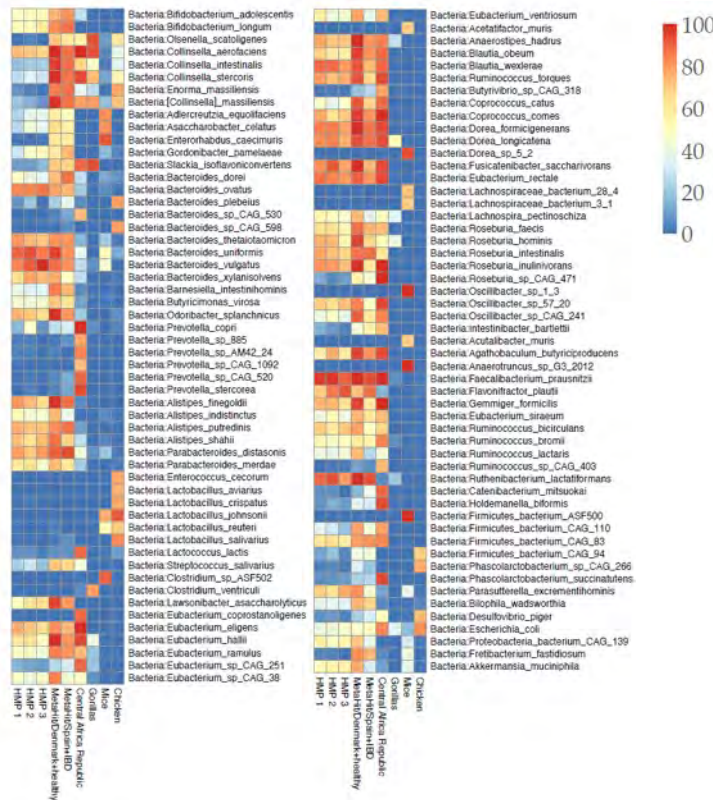 Bacteria:Bifidobacterium_adolescentis
Bacteria:Bifidobacterium_longum
Bacteria:Olsenella_scatoligenes
Bacteria:Collinsella_aerofaciens
Bacteria:Collinsella_intestinalis
Bacteria:Collinsella_stercoris
Bacteria:Enorma_massiliensis
Bacteria:[Collinsella]_massiliensis
Bacteria:Adlercreutzia_equolifaciens
Bacteria:Asaccharobacter_celatus
Bacteria:Enterorhabdus_caecimuris
Bacteria:Gordonibacter_pamelaeae
Bacteria:Slackia_isoflavoniconvertens
Bacteria:Bacteroides_dorei
Bacteria:Bacteroides_ovatus
Bacteria:Bacteroides_plebeius
Bacteria:Bacteroides_sp_CAG_530
Bacteria:Bacteroides_sp_CAG_598
Bacteria:Bacteroides_thetaiotaomicron
Bacteria:Bacteroides_uniformis
Bacteria:Bacteroides_vulgatus
Bacteria:Bacteroides_xylanisolvens
Bacteria:Barnesiella_intestinihominis
Bacteria:Butyricimonas_virosa
Bacteria:Odoribacter_splanchnicus
Bacteria:Prevotella_copri
Bacteria:Prevotella_sp_885
Bacteria:Prevotella_sp_AM42_24
Bacteria:Prevotella_sp_CAG_1092
Bacteria:Prevotella_sp_CAG_520
Bacteria:Prevotella_stercorea
Bacteria:Alistipes_finegoldii
Bacteria:Alistipes_indistinctus
Bacteria:Alistipes_putredinis
Bacteria:Alistipes_shahii
Bacteria:Parabacteroides_distasonis
Bacteria:Parabacteroides_merdae
Bacteria:Enterococcus_cecorum
Bacteria:Lactobacillus_aviarius
Bacteria:Lactobacillus_crispatus
Bacteria:Lactobacillus_johnsonii
Bacteria:Lactobacillus_reuteri
Bacteria:Lactobacillus_salivarius
Bacteria:Lactococcus_lactis
Bacteria:Streptococcus_salivarius
Bacteria:Clostridium_sp_ASF502
Bacteria:Clostridium_ventriculi
Bacteria:Lawsonibacter_asaccharolyticus
Bacteria:Eubacterium_coprostanoligenes
Bacteria:Eubacterium_eligens
Bacteria:Eubacterium_hallii
Bacteria:Eubacterium_ramulus
Bacteria:Eubacterium_sp_CAG_251
Bacteria:Eubacterium_sp_CAG_38
HMP 1
HMP 2
HMP 3
MetaHit/Denmark+healthy
MetaHit/Spain+IBD
Central Africa Republic
Gorillas
Mice
Chicken
Bacteria:Eubacterium_ventriosum
Bacteria:Acetatifactor_muris
Bacteria:Anaerostipes_hadrus
Bacteria:Blautia_obeum
Bacteria:Blautia_wexlerae
Bacteria:Ruminococcus_torques
Bacteria:Butyrivibrio_sp_CAG_318
Bacteria:Coprococcus_catus
Bacteria:Coprococcus_comes
Bacteria:Dorea_formicigenerans
Bacteria:Dorea_longicatena
Bacteria:Dorea_sp_5_2
Bacteria:Fusicatenibacter_saccharivorans
Bacteria:Eubacterium_rectale
Bacteria:Lachnospiraceae_bacterium_28_4
Bacteria:Lachnospiraceae_bacterium_3_1
Bacteria:Lachnospira_pectinoschiza
Bacteria:Roseburia_faecis
Bacteria:Roseburia_hominis
Bacteria:Roseburia_intestinalis
Bacteria:Roseburia_inulinivorans
Bacteria:Roseburia_sp_CAG_471
Bacteria:Oscillibacter_sp_1_3
Bacteria:Oscillibacter_sp_57_20
Bacteria:Oscillibacter_sp_CAG_241
Bacteria:Intestinibacter_bartlettii
Bacteria:Acutalibacter_muris
Bacteria:Agathobaculum_butyriciproducens
Bacteria:Anaerotruncus_sp_G3_2012
Bacteria:Faecalibacterium_prausnitzii
Bacteria:Flavonifractor_plautii
Bacteria:Gemmiger_formicilis
Bacteria:Eubacterium_siraeum
Bacteria:Ruminococcus_bicirculans
Bacteria:Ruminococcus_bromii
Bacteria:Ruminococcus_lactaris
Bacteria:Ruminococcus_sp_CAG_403
Bacteria:Ruthenibacterium_lactatiformans
Bacteria:Catenibacterium_mitsuokai
Bacteria:Holdemanella_biformis
Bacteria:Firmicutes_bacterium_ASF500
Bacteria:Firmicutes_bacterium_CAG_110
Bacteria:Firmicutes_bacterium_CAG_83
Bacteria:Firmicutes_bacterium_CAG_94
Bacteria:Phascolarctobacterium_sp_CAG_266
Bacteria:Phascolarctobacterium_succinatutens
Bacteria:Parasutterella_excrementihominis
Bacteria:Bilophila_wadsworthia
Bacteria:Desulfovibrio_piger
Bacteria:Escherichia_coli
Bacteria:Proteobacteria_bacterium_CAG_139
Bacteria:Fretibacterium_fastidiosum
Bacteria:Akkermansia_muciniphila
HMP 1
HMP 2
HMP 3
MetaHit/Denmark+healthy
MetaHit/Spain+IBD
Central Africa Republic
Gorillas
Mice
Chicken
100
80
60
40
20
0